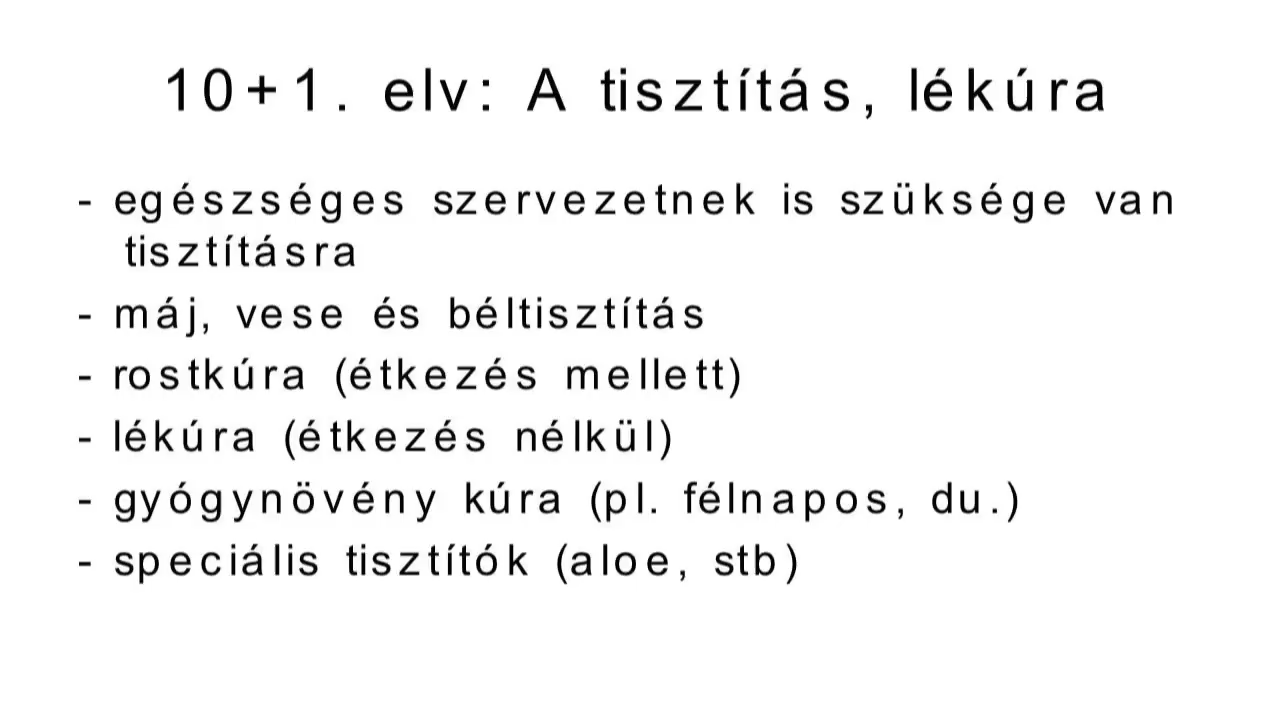 10+1. elv: A tisztítás, lékúra
- egészséges szervezetnek is szüksége van
tisztításra
- máj, vese és béltisztítás
- rostkúra (étkezés mellett)
- lékúra (étkezés nélkül)
- gyógynövény kúra (pl. félnapos, du.)
- speciális tisztítók (aloe, stb)